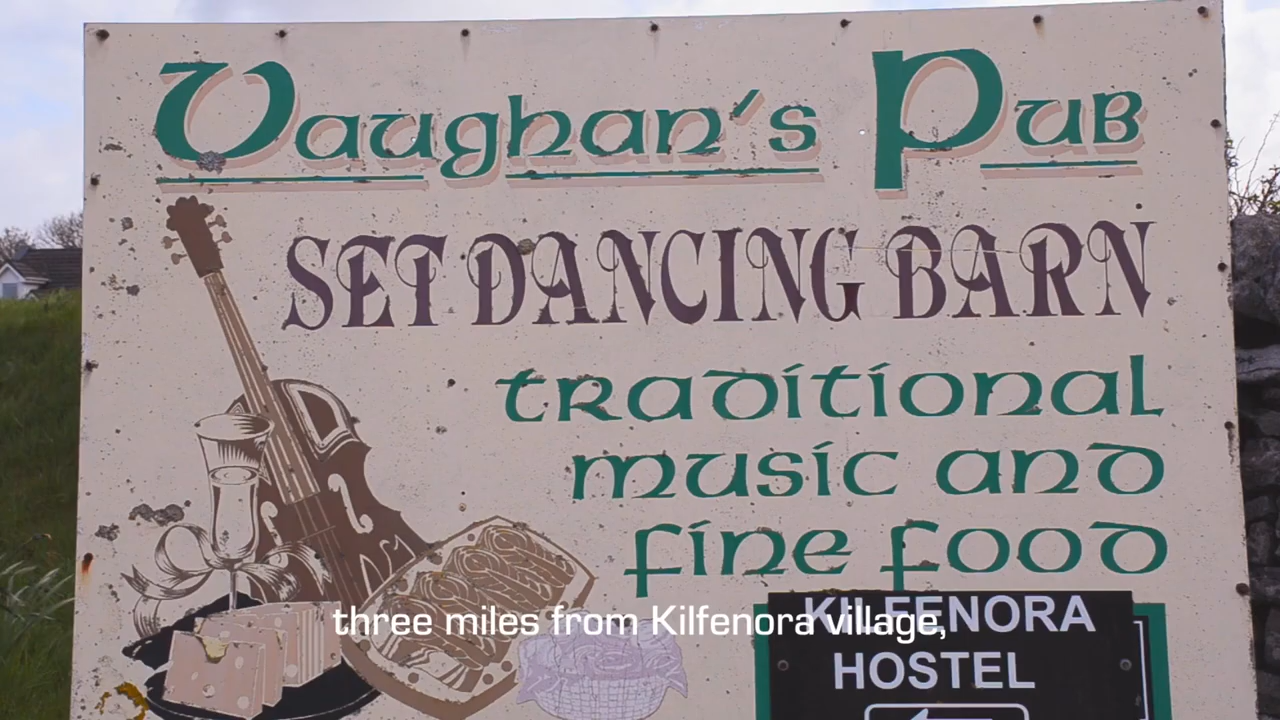 Vaughan's Pub
SET DANCING BARN
traditional
music and
fine food
three miles from Kilfenora village,
KILFENORA
HOSTEL